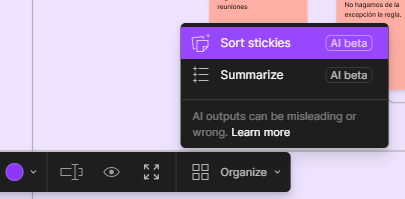 reuniones
No hagamos de la
excepción la regla.
Sort stickies AI beta
Summarize AI beta
AI outputs can be misleading or
wrong. Learn more
Organize